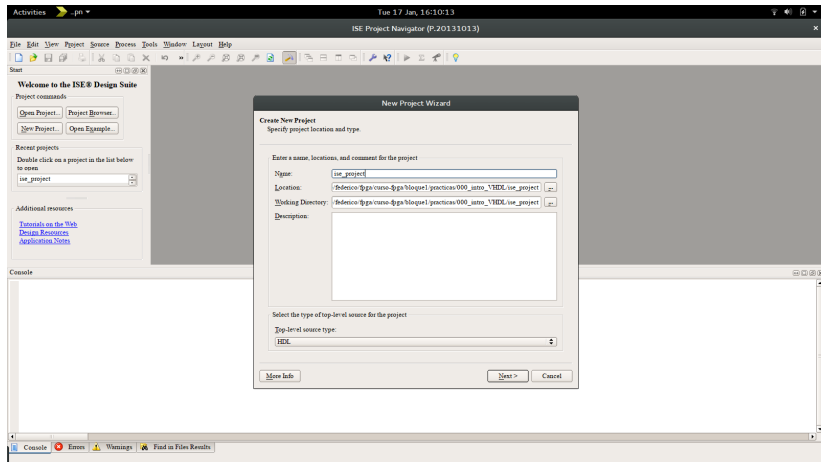 Activities ..pn
Tue 17 Jan, 16:10:13
ISE Project Navigator (P.20131013)
File Edit View Project Source Process Tools Window Layout Help
Start
Welcome to the ISE® Design Suite
Project commands
Open Project... Project Browser...
New Project... Open Example...
Recent projects
Double click on a project in the list below
to open
ise_project
Additional resources
Tutorials on the Web
Design Resources
Application Notes
New Project Wizard
Create New Project
Specify project location and type.
Enter a name, locations, and comment for the project
Name: ise_project
Location: /federico/fpga/curso-fpga/bloque1/practicas/000_intro_VHDL/ise_project ...
Working Directory: /federico/fpga/curso-fpga/bloque1/practicas/000_intro_VHDL/ise_project ...
Description:
Select the type of top-level source for the project
Top-level source type:
HDL
More Info Next > Cancel
Console
Console Errors Warnings Find in Files Results